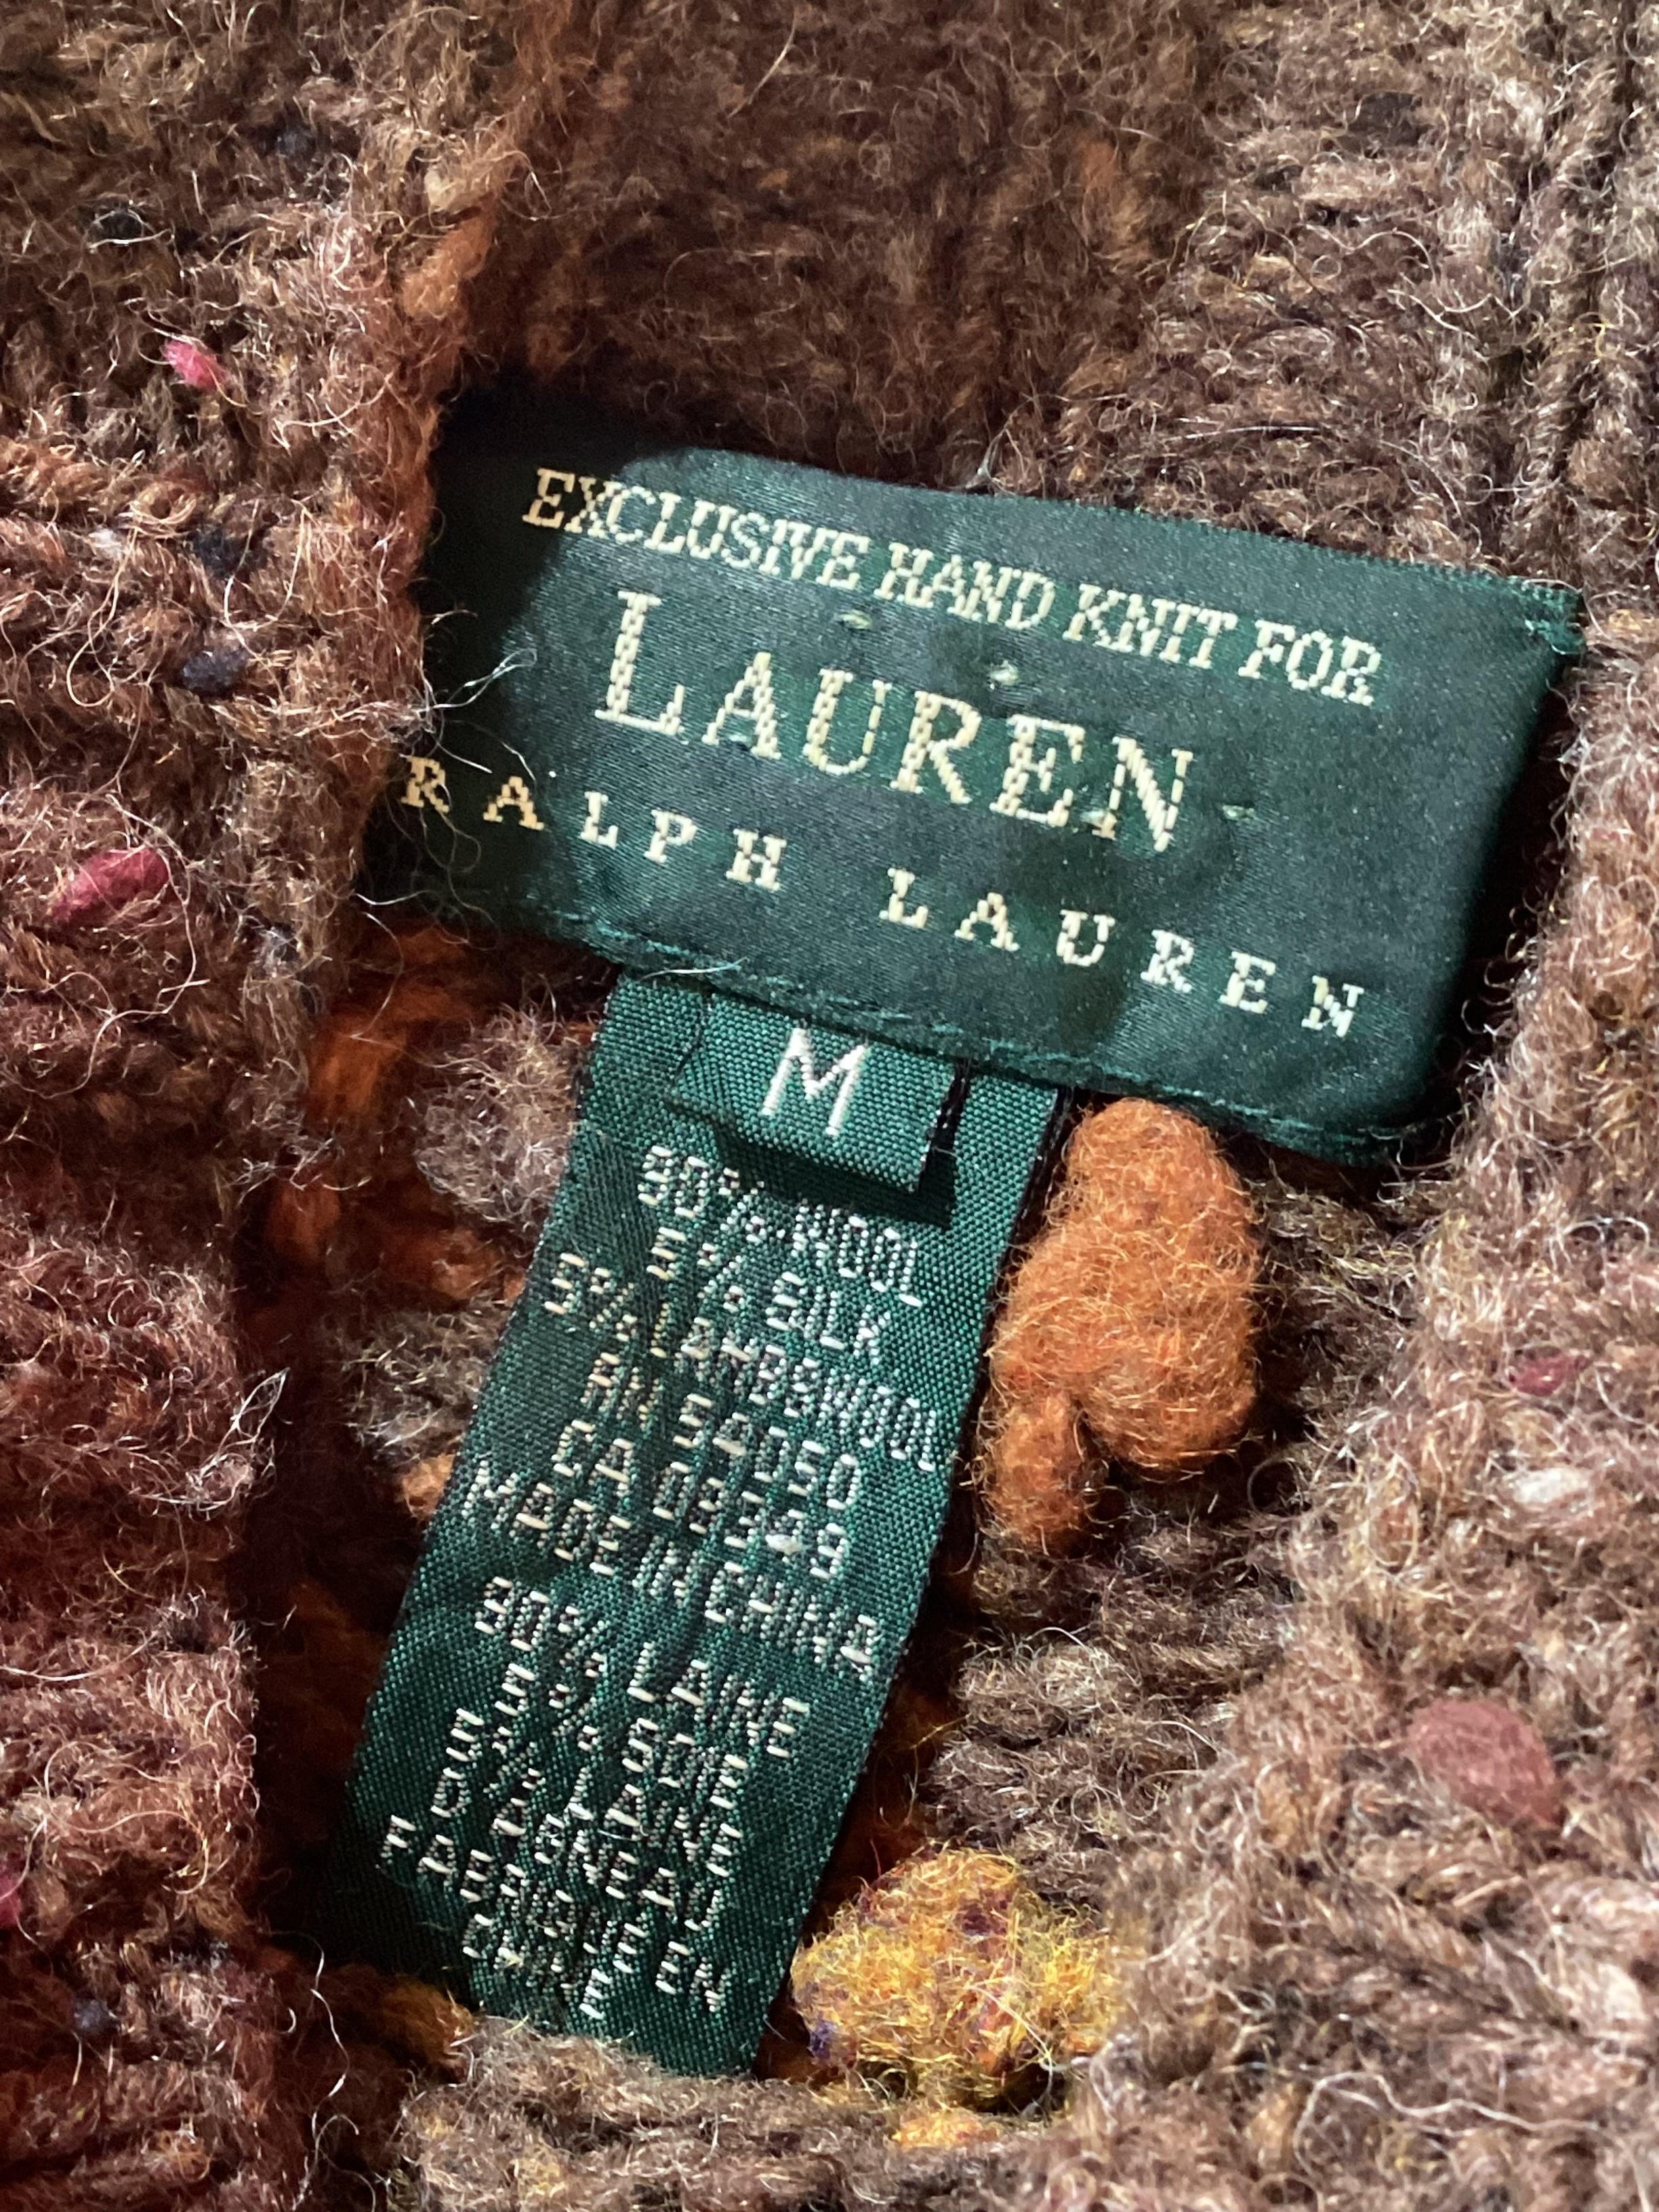 EXCLUSIVE HAND KNIT FOR
LAUREN
RALPH LAUREN
M
90% WOOL
5% SILK
5% LAMBSWOOL
RN 54050
CA 08349
MADE IN CHINA
90% LAINE
5% SOIE
5% LAINE
D'AGNEAU
FABRIQUE EN
CHINE